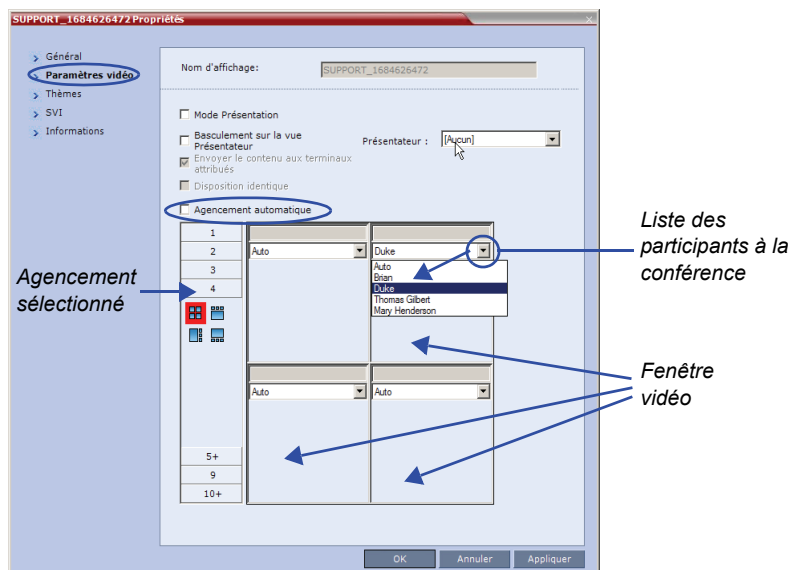 SUPPORT_1684626472 Propriétés
Général
Paramètres vidéo
Thèmes
SVI
Informations
Nom d'affichage:
SUPPORT_1684626472
Mode Présentation
Basculement sur la vue
Présentateur
Présentateur :
[Aucun]
Envoyer le contenu aux terminaux
attribués
Disposition identique
Agencement automatique
1
2
3
4
5+
9
10+
Auto
Duke
Auto
Brian
Duke
Thomas Gilbert
Mary Henderson
Auto
Auto
Agencement
sélectionné
Liste des
participants à la
conférence
Fenêtre
vidéo
OK
Annuler
Appliquer